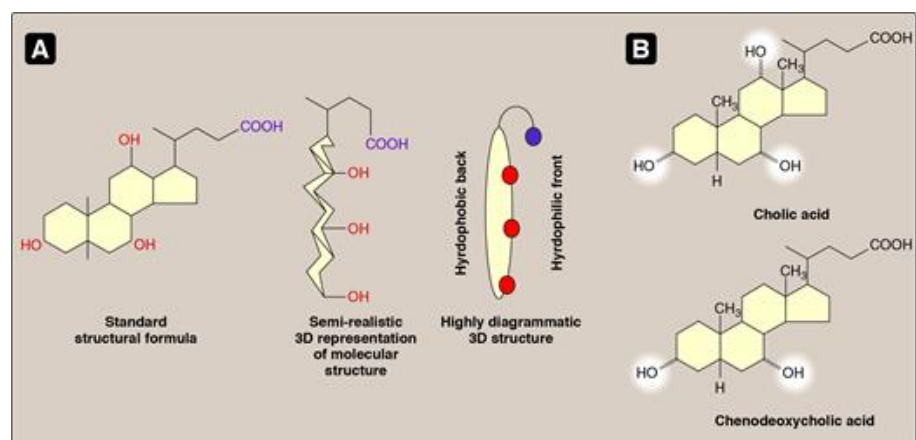 A
OH
COOH
HO
OH
Standard
structural formula
COOH
OH
OH
OH
Semi-realistic
3D representation
of molecular
structure
Hyrdophobic back
Hyrdophilic front
Highly diagrammatic
3D structure
B
HO
COOH
CH3
CH3
HO
OH
H
Cholic acid
COOH
CH3
CH3
HO
OH
H
Chenodeoxycholic acid